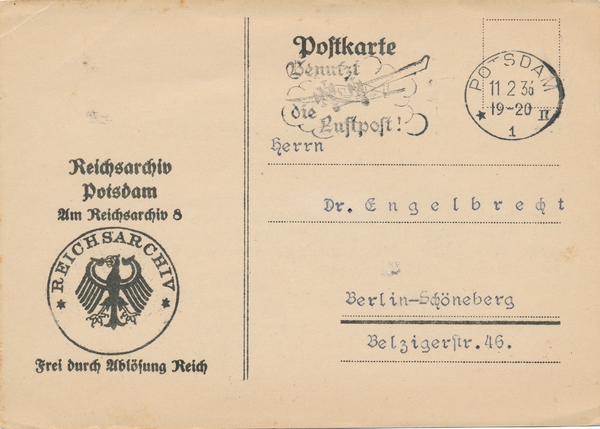 Postkarte
Benutzt
die
Luftpost!
POTSDAM
11.2.36
19-20
* II
1
Herrn
Dr. Engelbrecht
Berlin-Schöneberg
Belzigerstr.46.
Reichsarchiv
Potsdam
Am Reichsarchiv 8
* REICHSARCHIV *
Frei durch Ablösung Reich